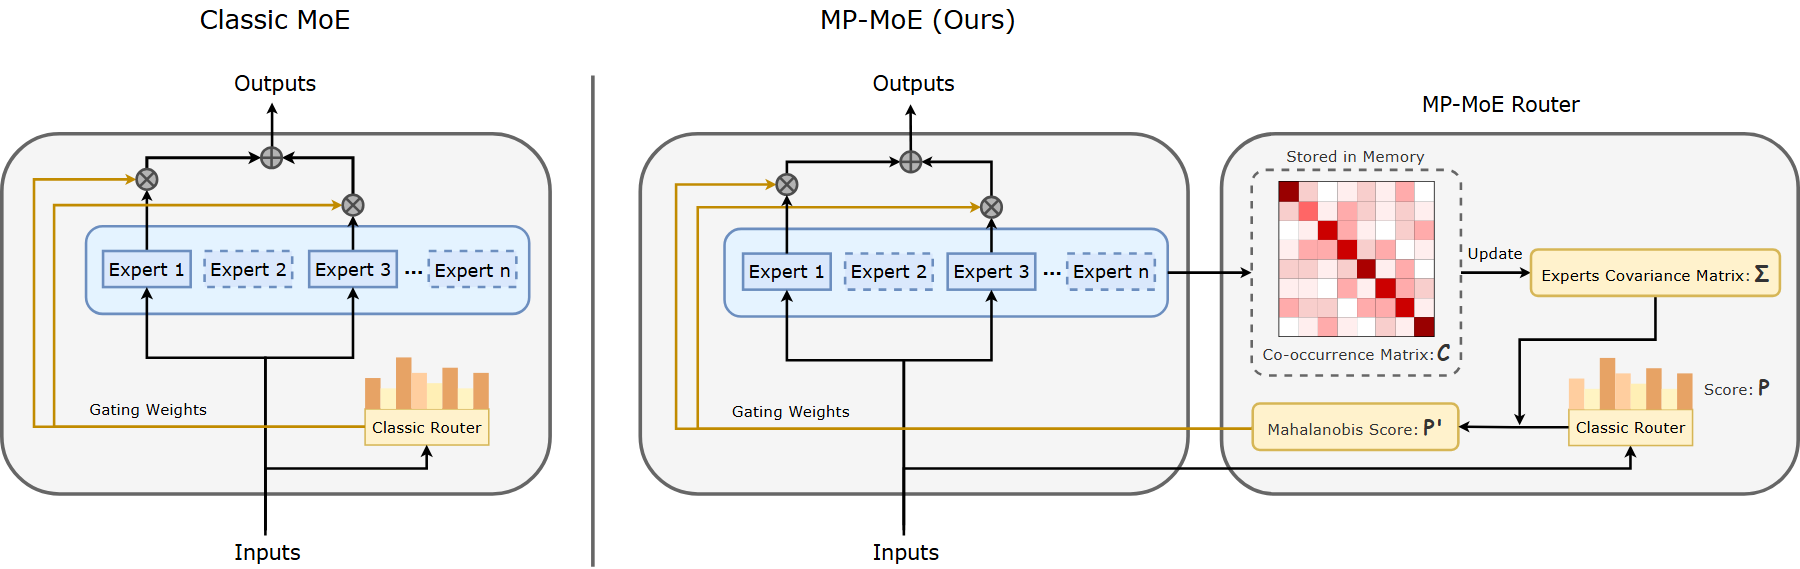 Classic MoE
Outputs
Expert 1
Expert 2
Expert 3
...
Expert n
Gating Weights
Classic Router
Inputs
MP-MoE (Ours)
Outputs
Expert 1
Expert 2
Expert 3
...
Expert n
Gating Weights
Inputs
MP-MoE Router
Stored in Memory
Co-occurrence Matrix: C
Update
Experts Covariance Matrix: Σ
Score: P
Classic Router
Mahalanobis Score: P'